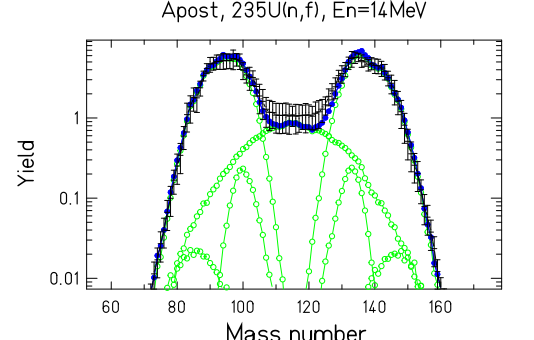 Apost, 235U(n,f), En=14MeV
Yield
1
0.1
0.01
60 80 100 120 140 160
Mass number